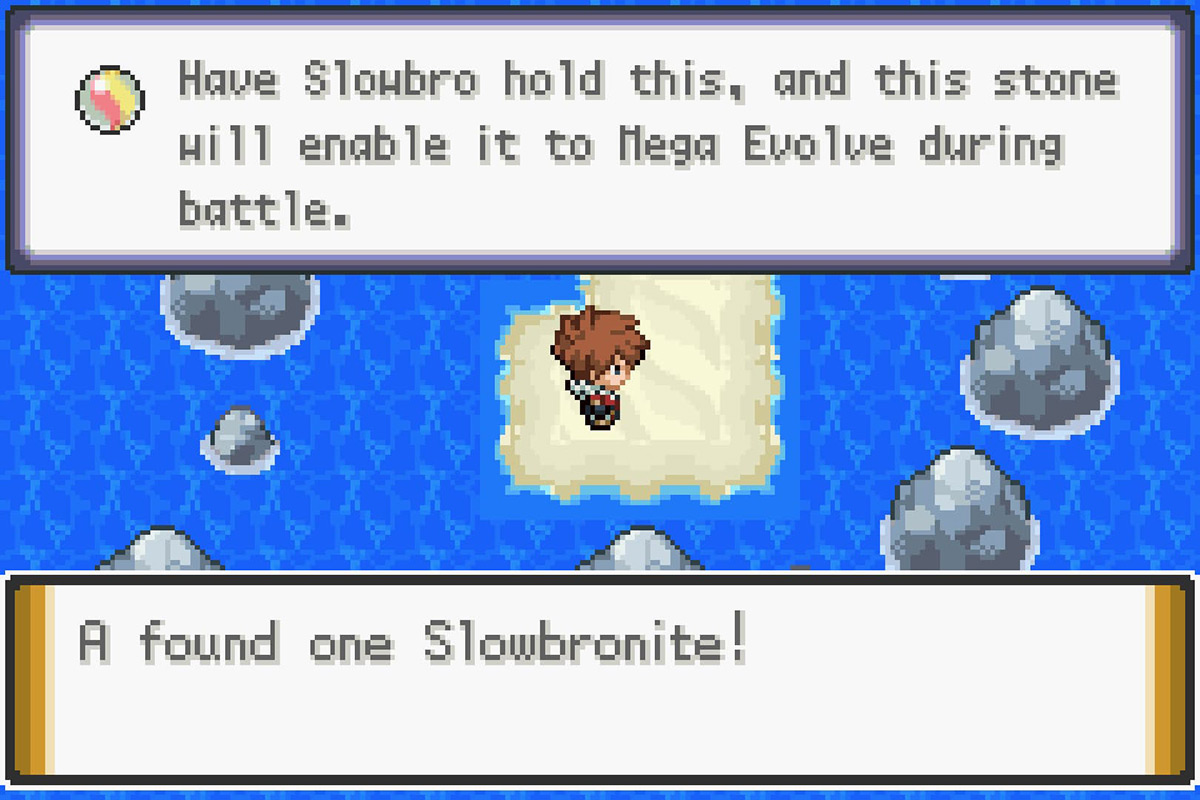 Have Slowbro hold this, and this stone
will enable it to Mega Evolve during
battle.
A found one Slowbronite!